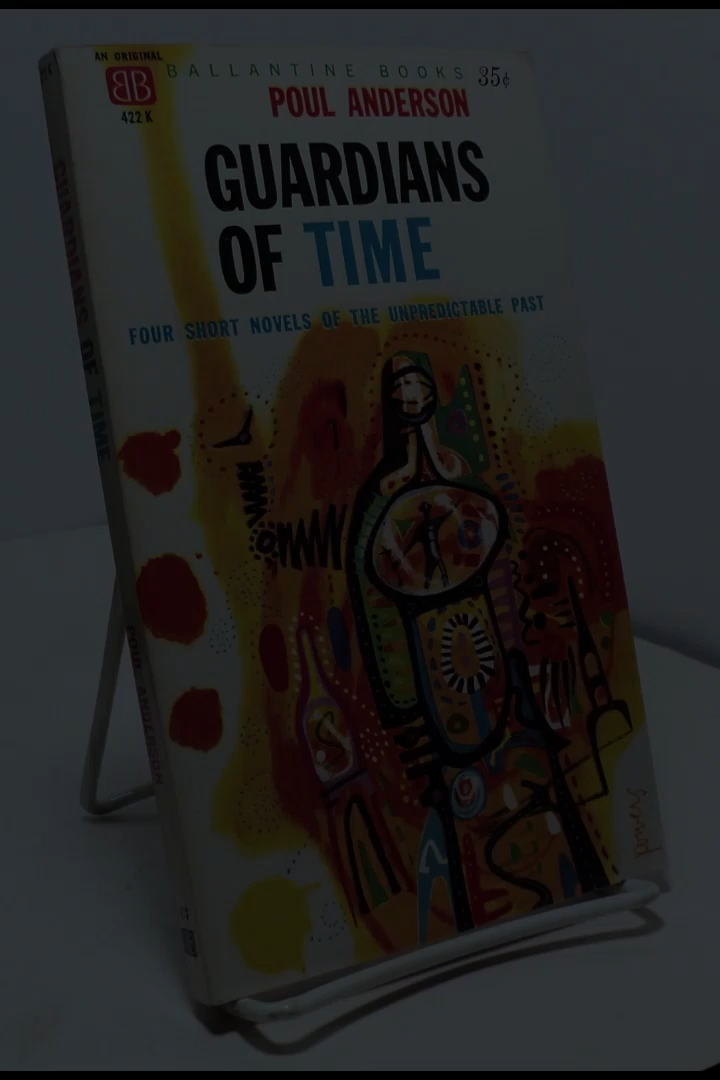 AN ORIGINAL
BB
422 K
BALLANTINE BOOKS 35¢
POUL ANDERSON
GUARDIANS
OF TIME
FOUR SHORT NOVELS OF THE UNPREDICTABLE PAST
GUARDIANS OF TIME
POUL ANDERSON
powers